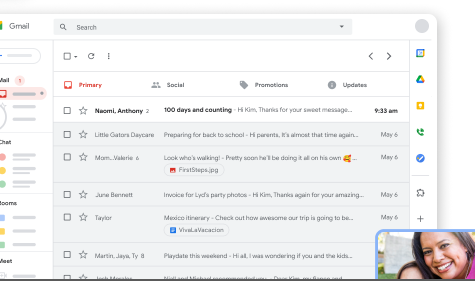 Gmail
Search
Mail 1
Primary
Social
Promotions
Updates
Naomi, Anthony 2 100 days and counting - Hi Kim, Thanks for your sweet message... 9:33 am
Little Gators Daycare Preparing for back to school - Hi parents, It's almost that time again... May 6
Mom...Valerie 6 Look who's walking! - Pretty soon he'll be doing it all on his own 🥰... May 6
FirstSteps.jpg
June Bennett Invoice for Lyd's party photos - Hi Kim, Thanks again for your amazing... May 6
Taylor Mexico itinerary - Check out how awesome our trip is going to be... May 6
VivaLaVacacion
Martin, Jaya, Ty 8 Playdate this weekend - Hi all, I was wondering if you and the kids...
Chat
Rooms
Meet